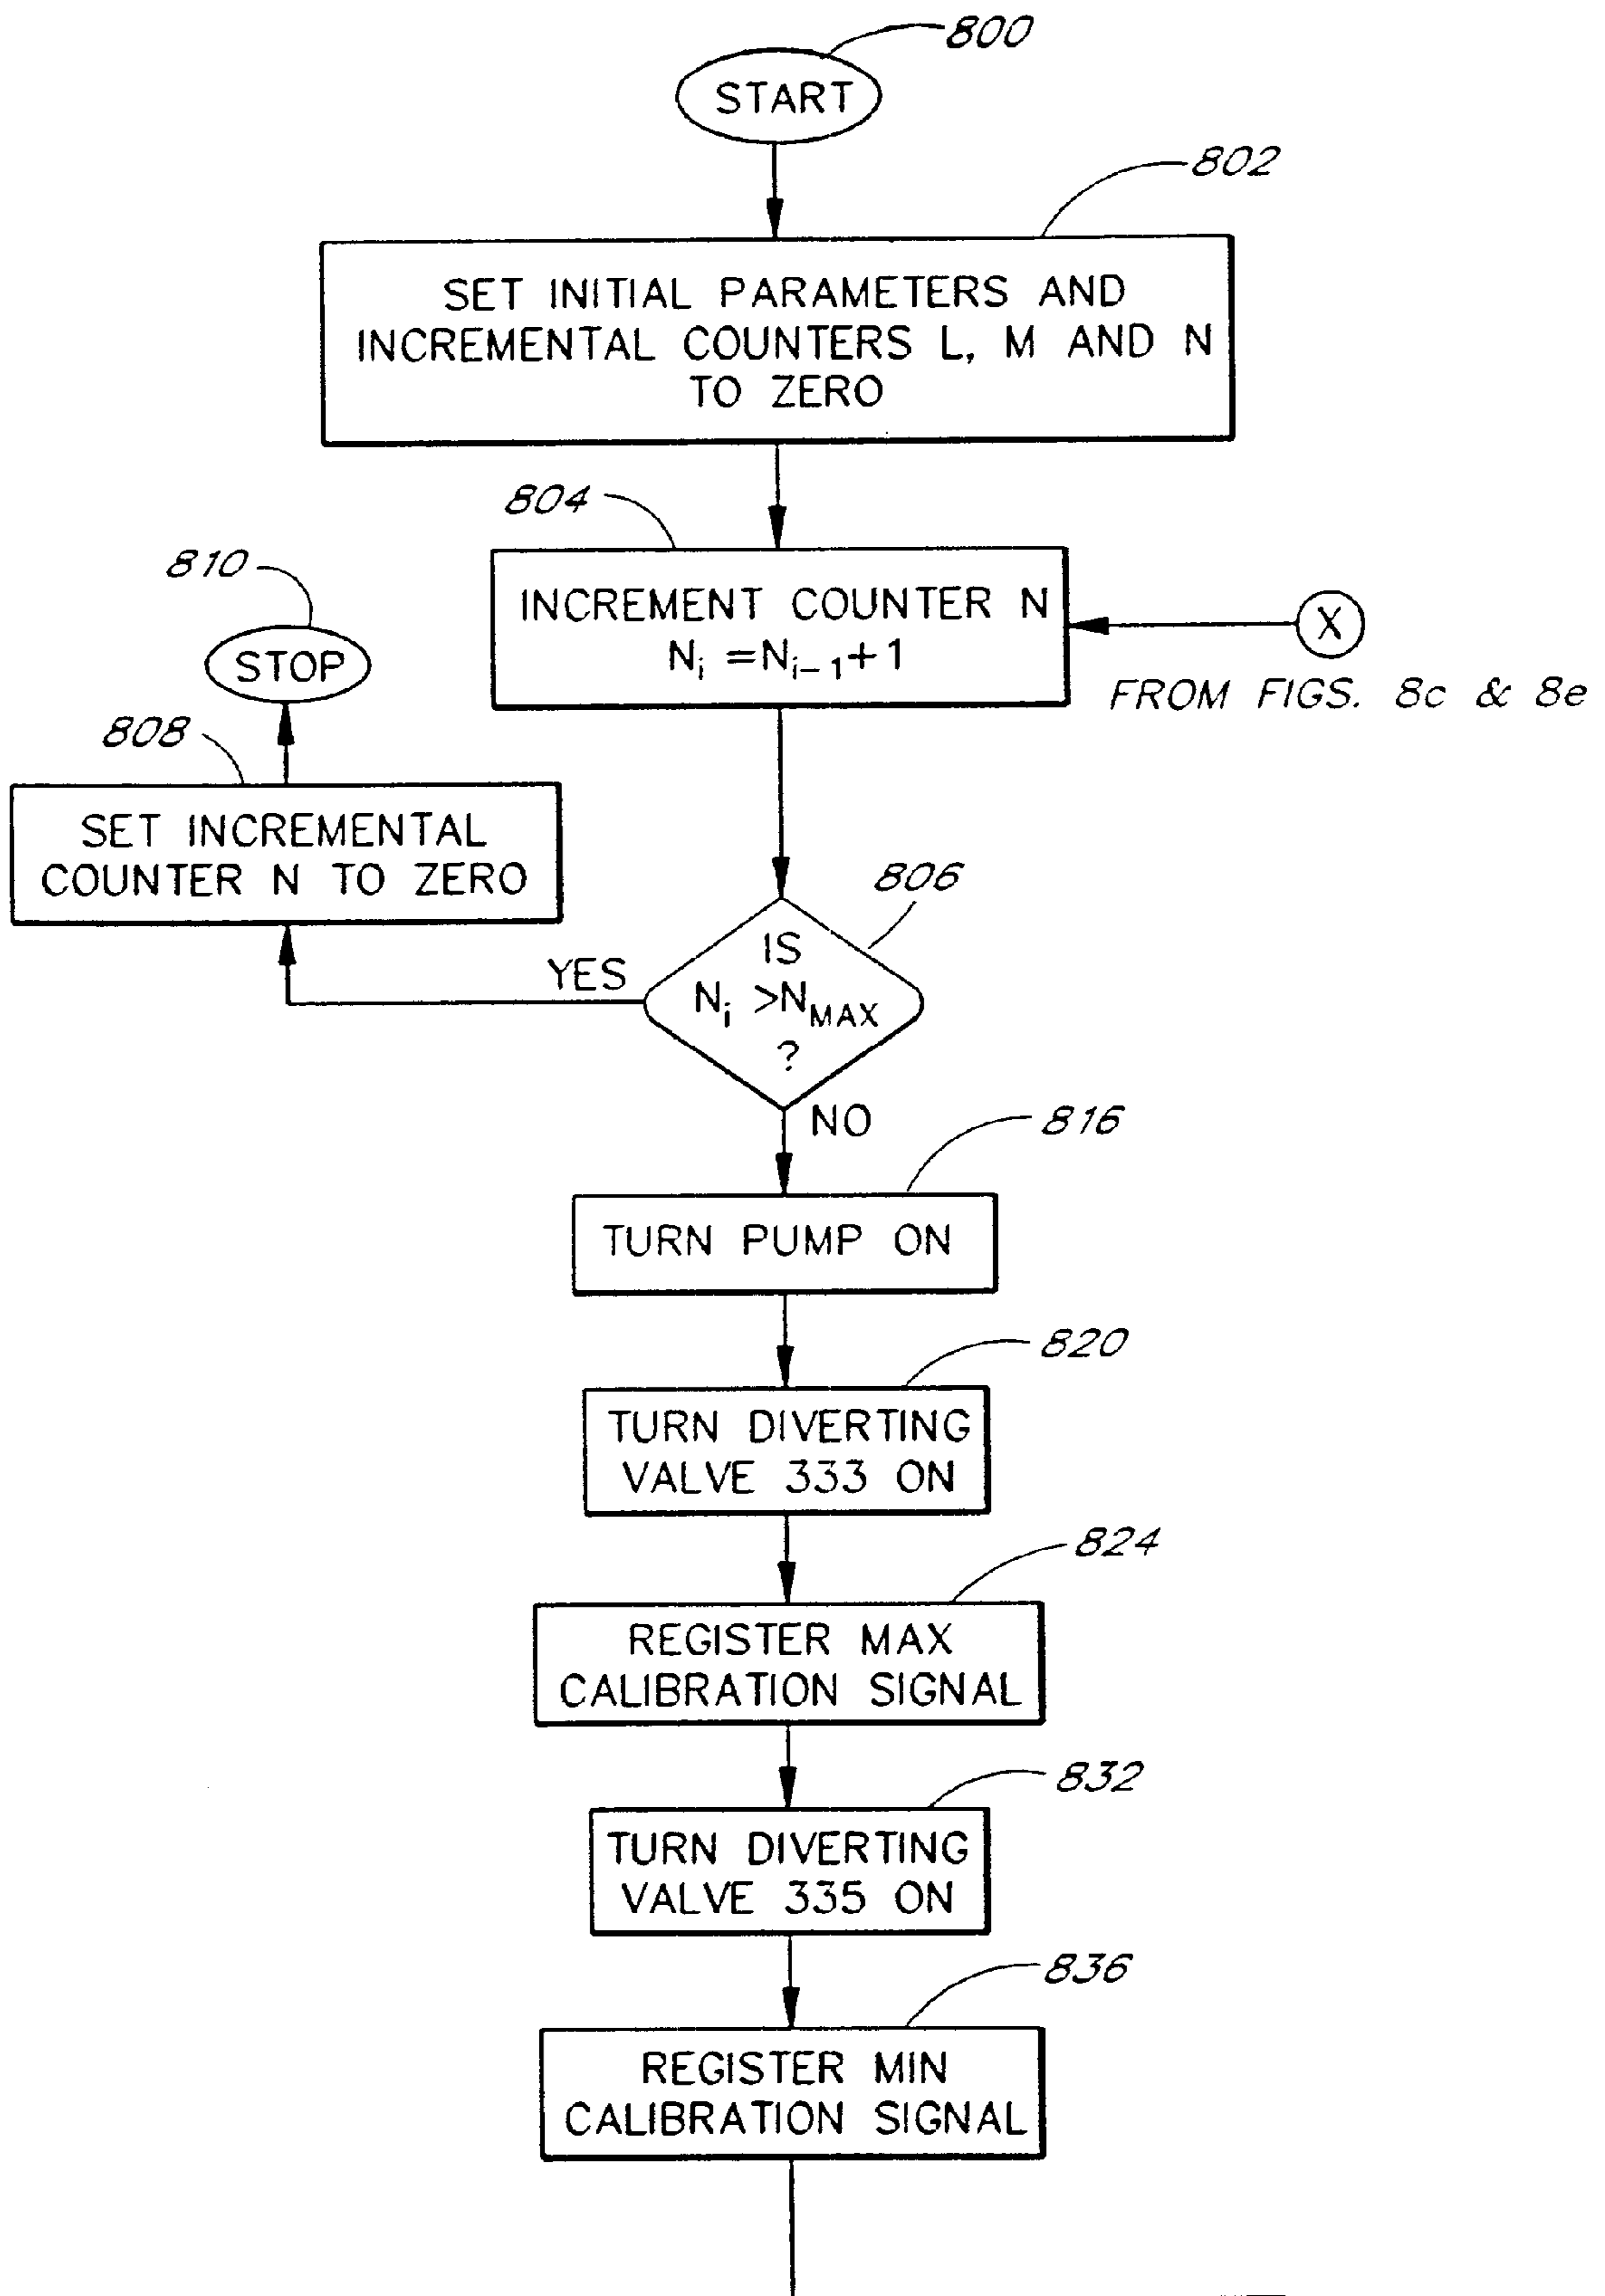 800
START
802
SET INITIAL PARAMETERS AND
INCREMENTAL COUNTERS L, M AND N
TO ZERO
804
INCREMENT COUNTER N
Nᵢ =Nᵢ₋₁+1
X
FROM FIGS. 8c & 8e
810
STOP
808
SET INCREMENTAL
COUNTER N TO ZERO
806
IS
Nᵢ >N_MAX
?
YES
NO
816
TURN PUMP ON
820
TURN DIVERTING
VALVE 333 ON
824
REGISTER MAX
CALIBRATION SIGNAL
832
TURN DIVERTING
VALVE 335 ON
836
REGISTER MIN
CALIBRATION SIGNAL